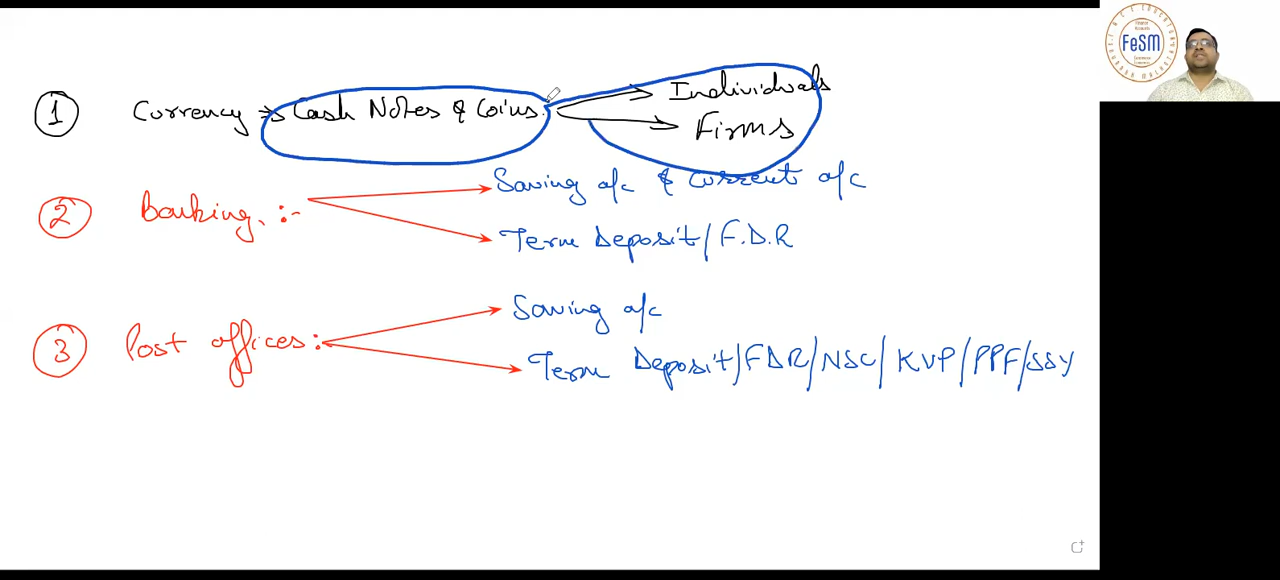 FeSM
① Currency ⇒ Cash Notes & Coins.
Individuals
Firms
② Banking. :-
Saving a/c & Current a/c
Term Deposit/F.D.R
③ Post offices:
Saving a/c
Term Deposit/FDR/NSC/KVP/PPF/SSY